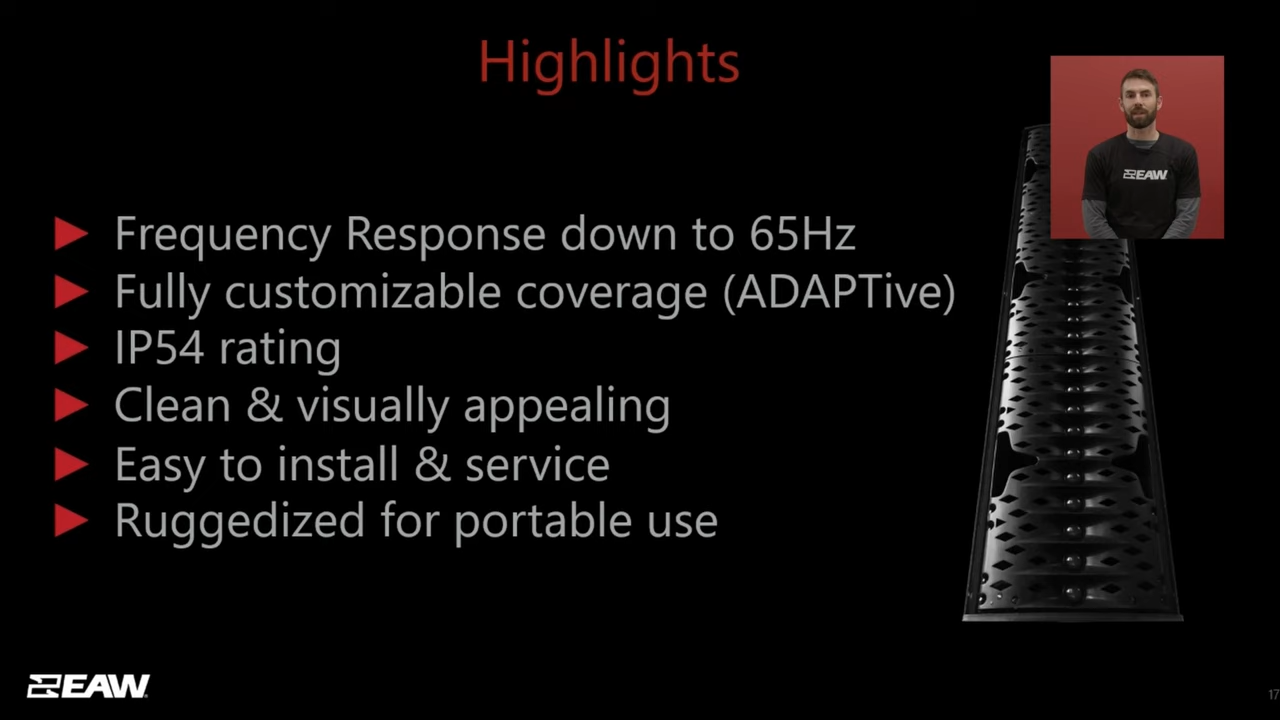 Highlights
EAW
Frequency Response down to 65Hz
Fully customizable coverage (ADAPTive)
IP54 rating
Clean & visually appealing
Easy to install & service
Ruggedized for portable use
EAW
17